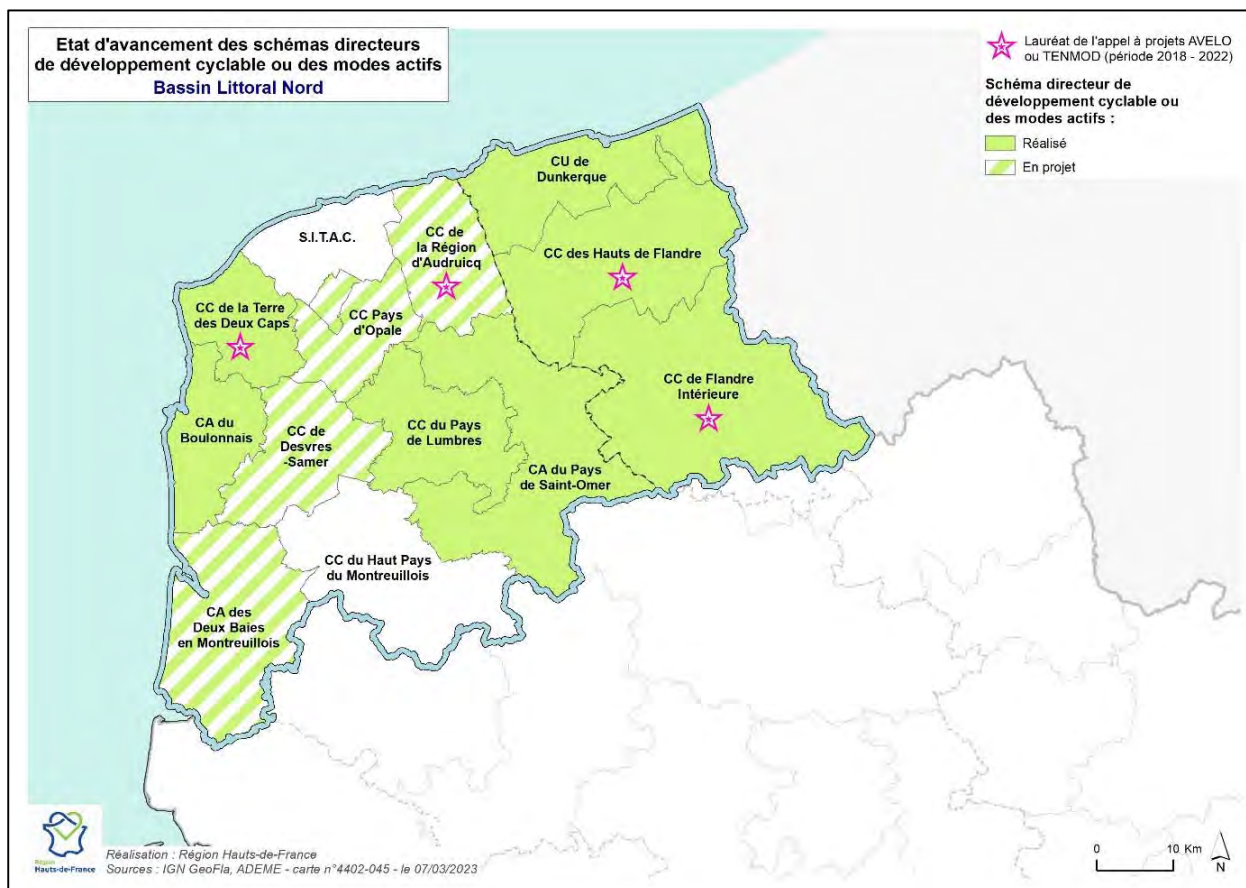 Etat d'avancement des schémas directeurs
de développement cyclable ou des modes actifs
Bassin Littoral Nord
Lauréat de l'appel à projets AVELO
ou TENMOD (période 2018 - 2022)
Schéma directeur de
développement cyclable ou
des modes actifs :
Réalisé
En projet
CU de
Dunkerque
S.I.T.A.C.
CC de
la Région
d'Audruicq
CC des Hauts de Flandre
CC de la Terre
des Deux Caps
CC Pays
d'Opale
CC de Flandre
Intérieure
CA du
Boulonnais
CC de
Desvres
-Samer
CC du Pays
de Lumbres
CA du Pays
de Saint-Omer
CC du Haut Pays
du Montreuillois
CA des
Deux Baies
en Montreuillois
Région
Hauts-de-France
Réalisation : Région Hauts-de-France
Sources : IGN GeoFla, ADEME - carte n°4402-045 - le 07/03/2023
0 10 Km
N